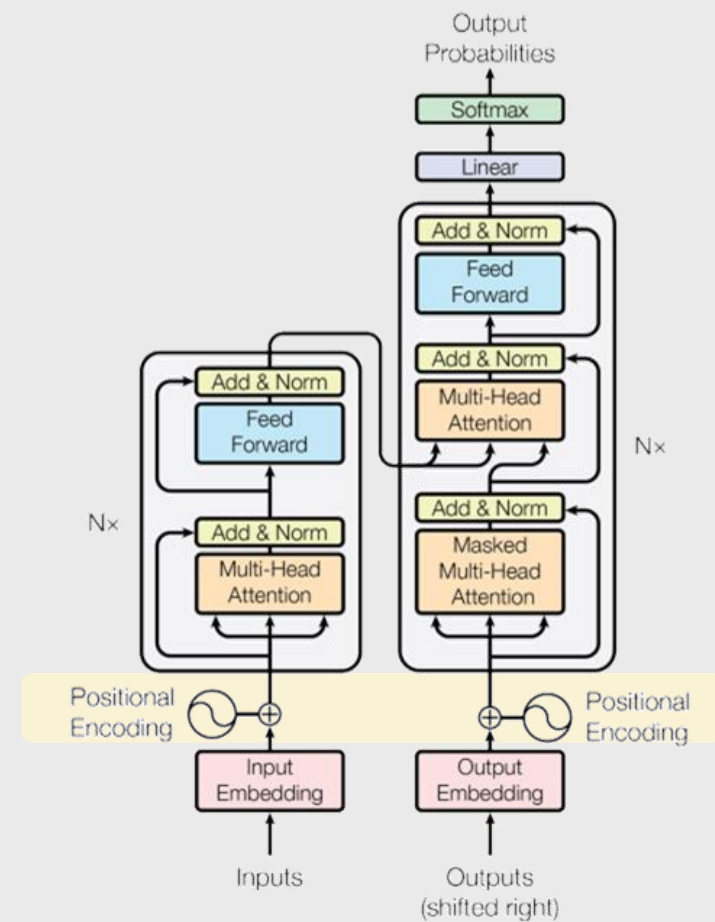 Output
Probabilities
Softmax
Linear
Add & Norm
Feed
Forward
Add & Norm
Multi-Head
Attention
Nx
Add & Norm
Masked
Multi-Head
Attention
Add & Norm
Feed
Forward
Nx
Add & Norm
Multi-Head
Attention
Positional
Encoding
Positional
Encoding
Input
Embedding
Output
Embedding
Inputs
Outputs
(shifted right)